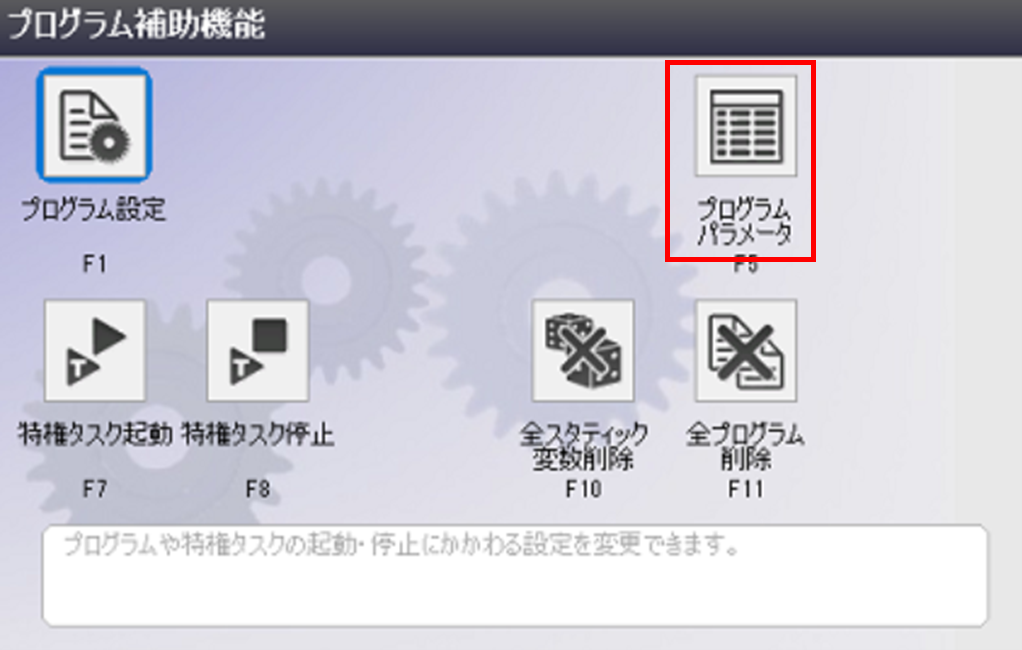 プログラム補助機能
プログラム設定
F1
プログラム
パラメータ
F5
特権タスク起動
F7
特権タスク停止
F8
全スタティック
変数削除
F10
全プログラム
削除
F11
プログラムや特権タスクの起動・停止にかかわる設定を変更できます。